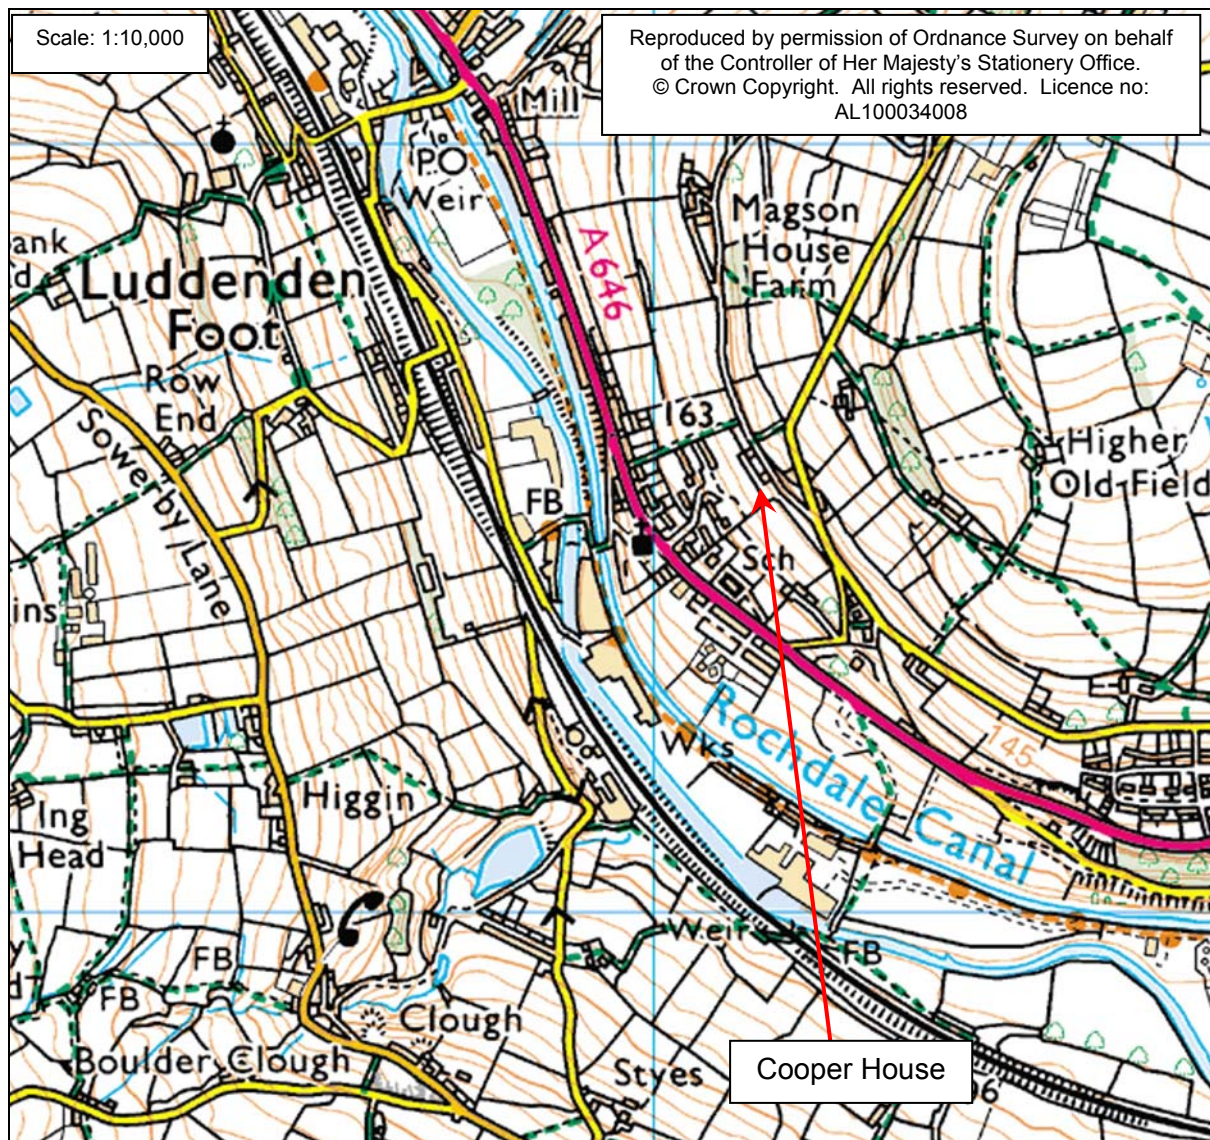 Scale: 1:10,000
Reproduced by permission of Ordnance Survey on behalf
of the Controller of Her Majesty's Stationery Office.
© Crown Copyright.  All rights reserved.  Licence no:
AL100034008
Mill
PO
Weir
A 646
Magson
House
Farm
ank
d
Luddenden
Foot
Row
End
Sowerby Lane
163
Higher
Old-Field
FB
Sch
ins
Rochdale Canal
Wks
145
Higgin
Ing
Head
Weir
FB
FB
FB
Clough
Boulder Clough
Styes
Cooper House